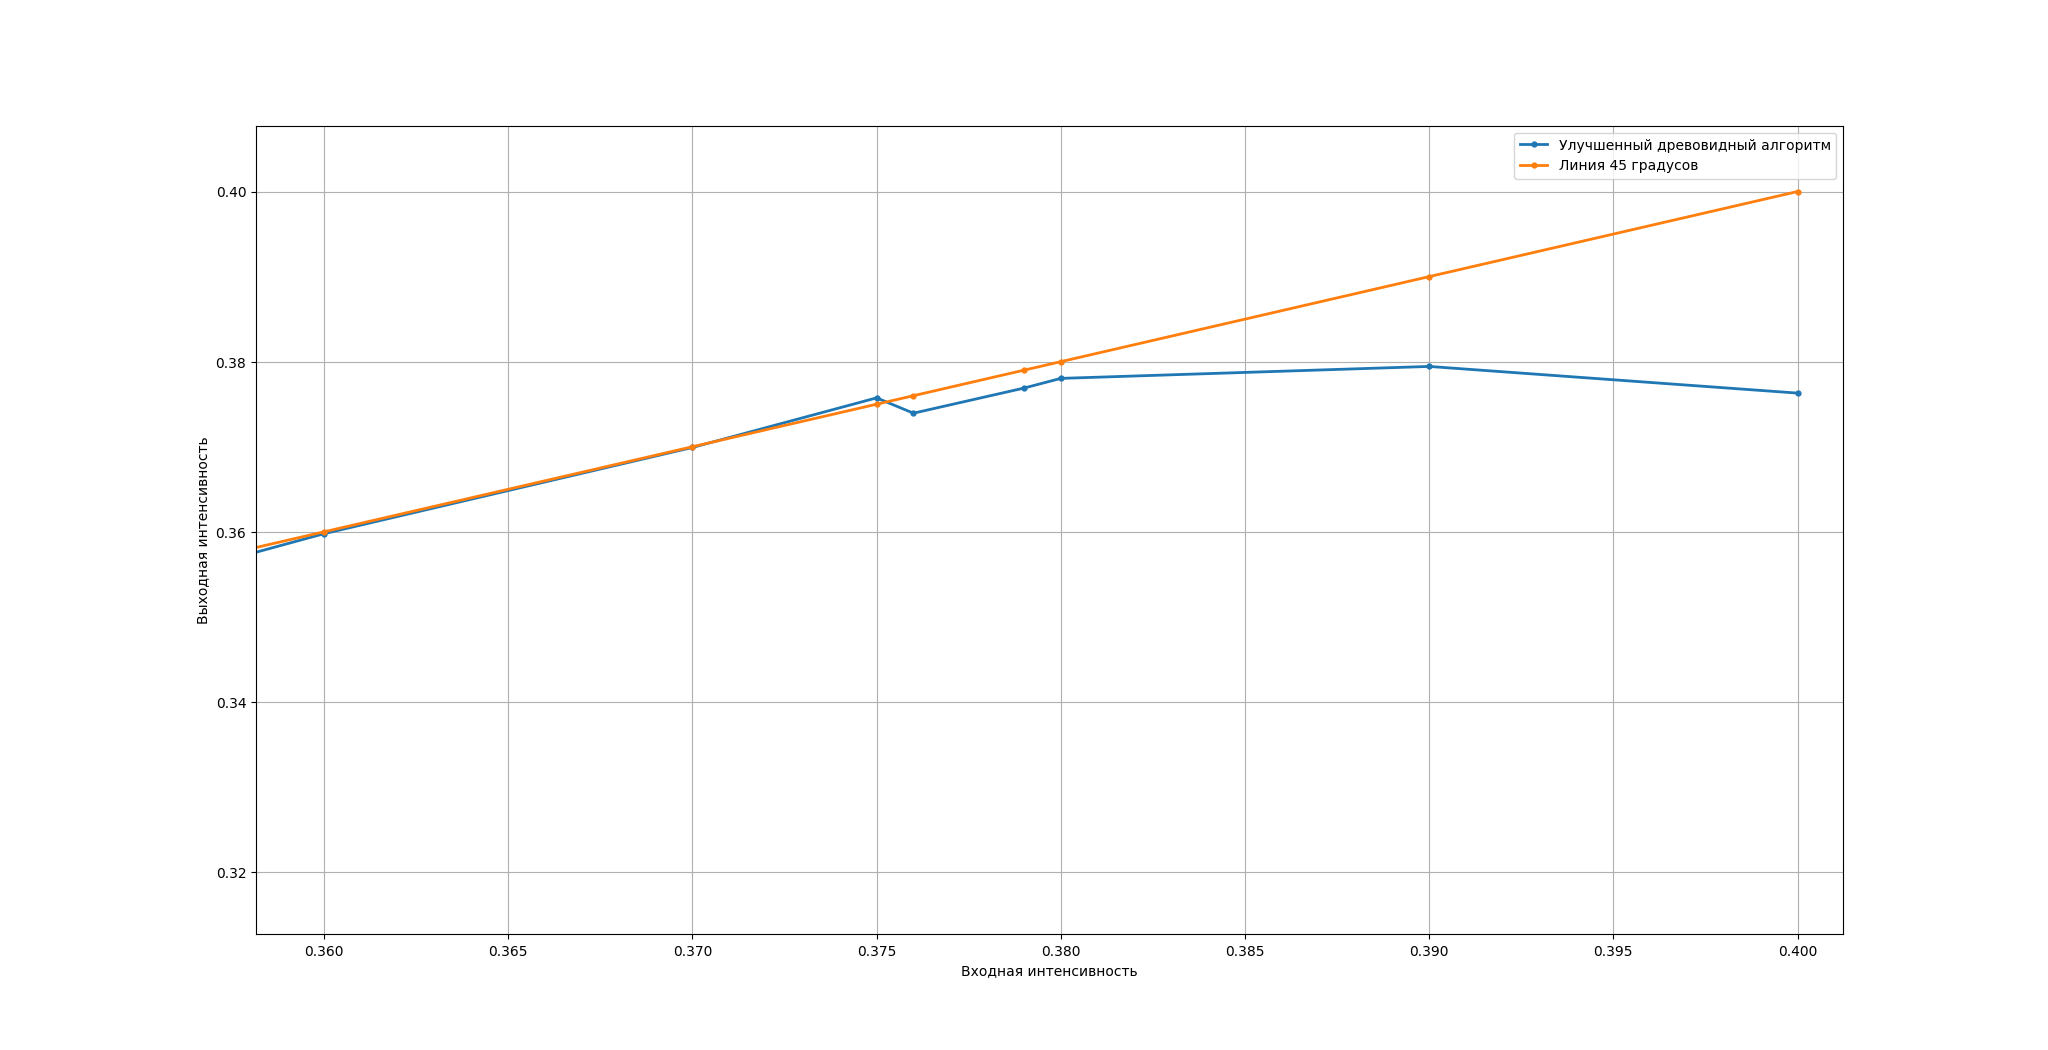 Улучшенный древовидный алгоритм
Линия 45 градусов
0.40
0.38
0.36
0.34
0.32
Выходная интенсивность
0.360 0.365 0.370 0.375 0.380 0.385 0.390 0.395 0.400
Входная интенсивность